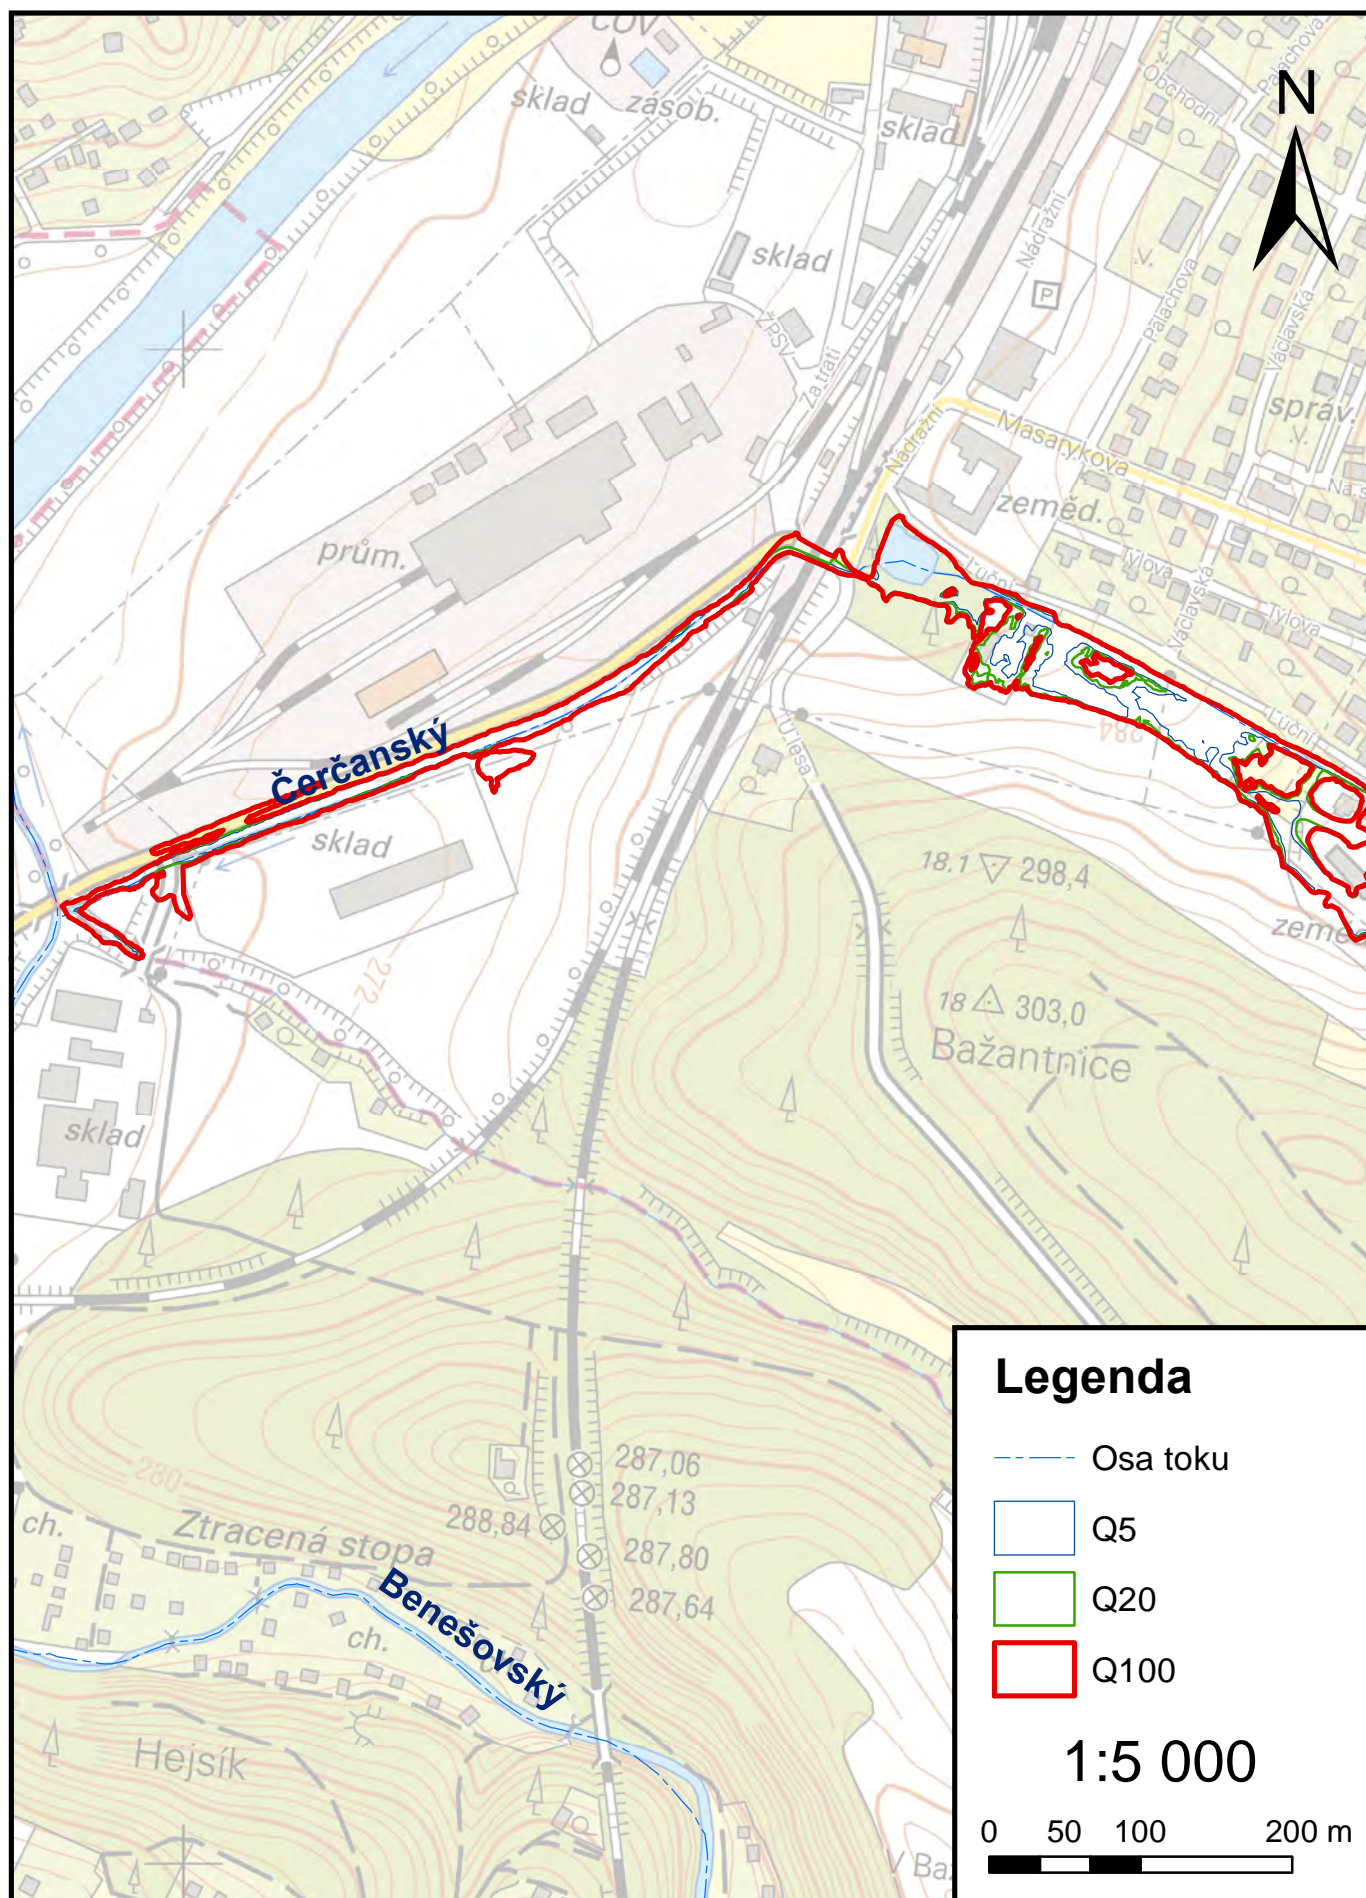 ČOV
sklad
zásob.
sklad
Obchodní
Palachova
N
sklad
Nádražní
P
ŽPSV
Za tratí
Palachova
Václavská
správ.
Nádražní
Masarykova
zeměd.
prům.
Luční
Tylova
Václavská
Tylova
Čerčanský
U lesa
284
Luční
sklad
18.1 298,4
272
18 303,0
Bažantnice
sklad
280
287,06
287,13
288,84
287,80
287,64
ch.
Ztracená stopa
Benešovský
ch.
Hejsík
Legenda
Osa toku
Q5
Q20
Q100
1:5 000
0 50 100 200 m